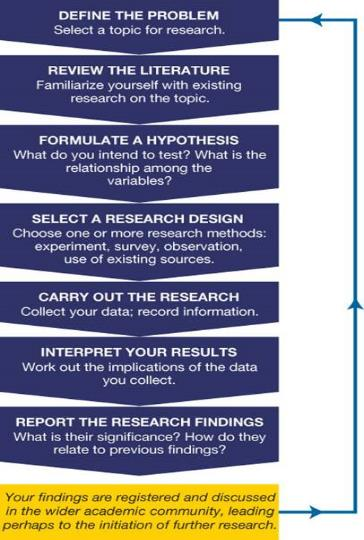 DEFINE THE PROBLEM
Select a topic for research.
REVIEW THE LITERATURE
Familiarize yourself with existing
research on the topic.
FORMULATE A HYPOTHESIS
What do you intend to test? What is the
relationship among the
variables?
SELECT A RESEARCH DESIGN
Choose one or more research methods:
experiment, survey, observation,
use of existing sources.
CARRY OUT THE RESEARCH
Collect your data; record information.
INTERPRET YOUR RESULTS
Work out the implications of the data
you collect.
REPORT THE RESEARCH FINDINGS
What is their significance? How do they
relate to previous findings?
Your findings are registered and discussed
in the wider academic community, leading
perhaps to the initiation of further research.